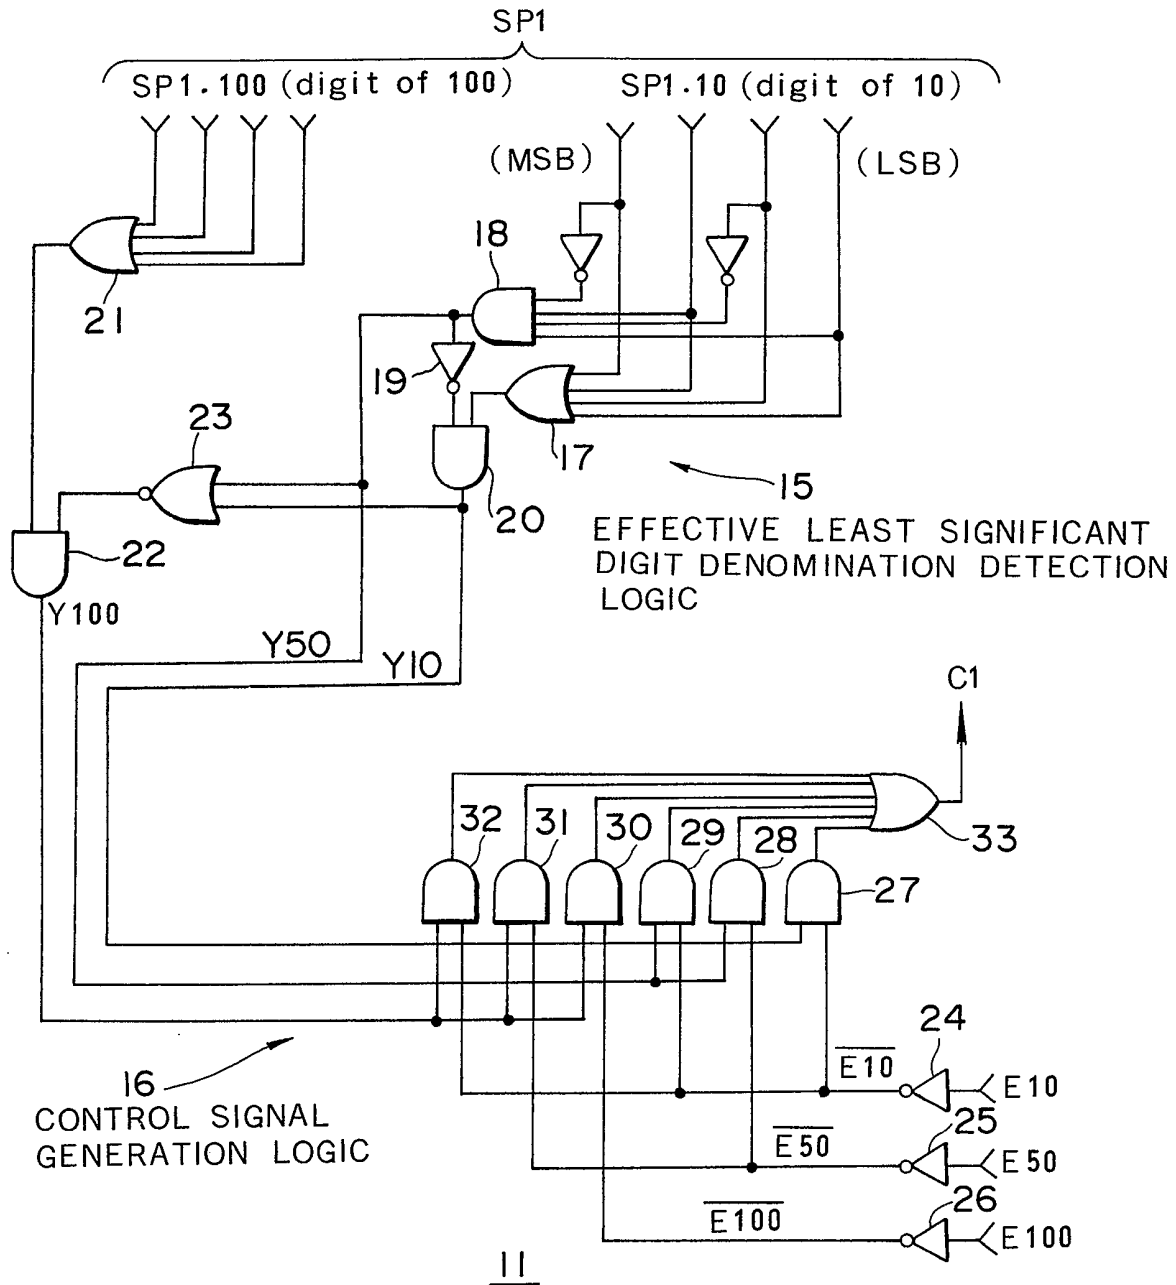 SP1
SP1·100 (digit of 100) SP1·10 (digit of 10)
(MSB) (LSB)
18
21
19
17
23
20
15
EFFECTIVE LEAST SIGNIFICANT
DIGIT DENOMINATION DETECTION
LOGIC
22
Y100
Y50
Y10
C1
32 31 30 29 28 33
27
24
E10 E10
16
CONTROL SIGNAL
GENERATION LOGIC
25
E50 E50
26
E100 E100
11